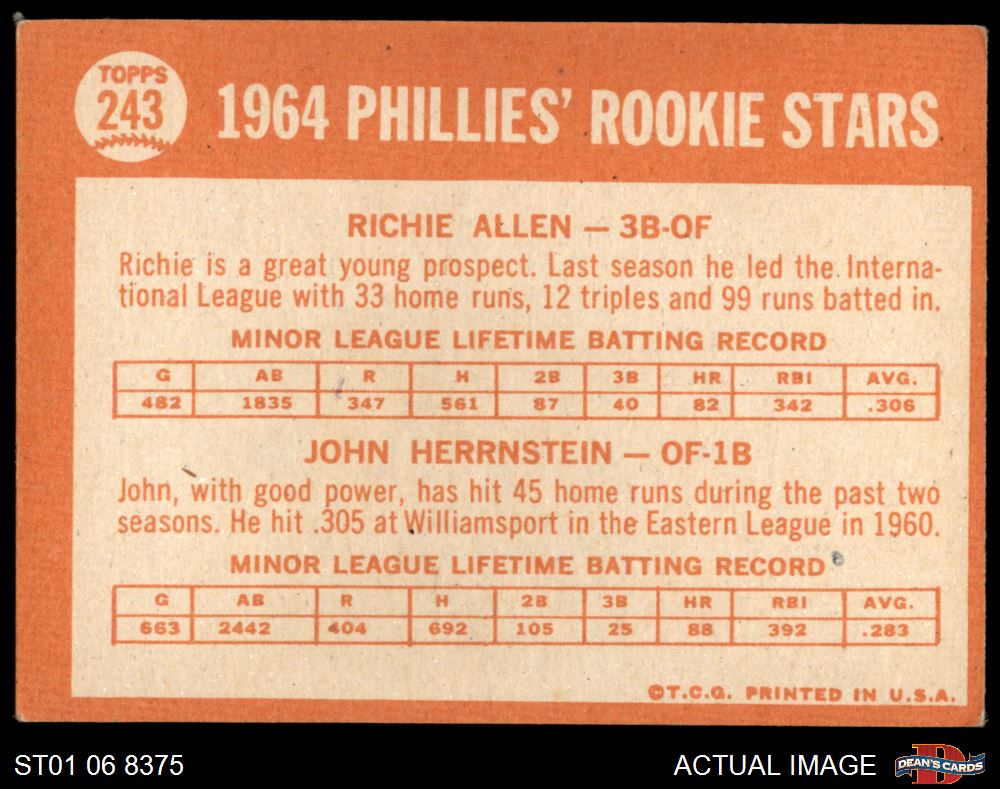 TOPPS
243
1964 PHILLIES' ROOKIE STARS
RICHIE ALLEN — 3B-OF
Richie is a great young prospect. Last season he led the Interna-
tional League with 33 home runs, 12 triples and 99 runs batted in.
MINOR LEAGUE LIFETIME BATTING RECORD
G AB R H 2B 3B HR RBI AVG.
482 1835 347 561 87 40 82 342 .306
JOHN HERRNSTEIN — OF-1B
John, with good power, has hit 45 home runs during the past two
seasons. He hit .305 at Williamsport in the Eastern League in 1960.
MINOR LEAGUE LIFETIME BATTING RECORD
G AB R H 2B 3B HR RBI AVG.
663 2442 404 692 105 25 88 392 .283
©T.C.G. PRINTED IN U.S.A.
ST01 06 8375
ACTUAL IMAGE
D
DEAN'S CARDS